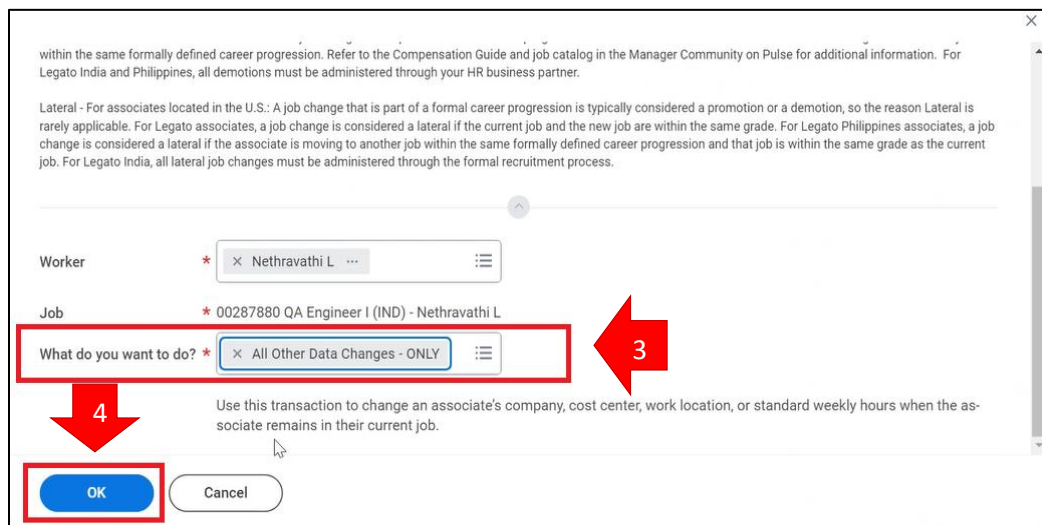 within the same formally defined career progression. Refer to the Compensation Guide and job catalog in the Manager Community on Pulse for additional information. For
Legato India and Philippines, all demotions must be administered through your HR business partner.
Lateral - For associates located in the U.S.: A job change that is part of a formal career progression is typically considered a promotion or a demotion, so the reason Lateral is
rarely applicable. For Legato associates, a job change is considered a lateral if the current job and the new job are within the same grade. For Legato Philippines associates, a job
change is considered a lateral if the associate is moving to another job within the same formally defined career progression and that job is within the same grade as the current
job. For Legato India, all lateral job changes must be administered through the formal recruitment process.
Worker * × Nethravathi L ...
Job * 00287880 QA Engineer I (IND) - Nethravathi L
What do you want to do? * × All Other Data Changes - ONLY
3
4
Use this transaction to change an associate's company, cost center, work location, or standard weekly hours when the as-
sociate remains in their current job.
OK Cancel